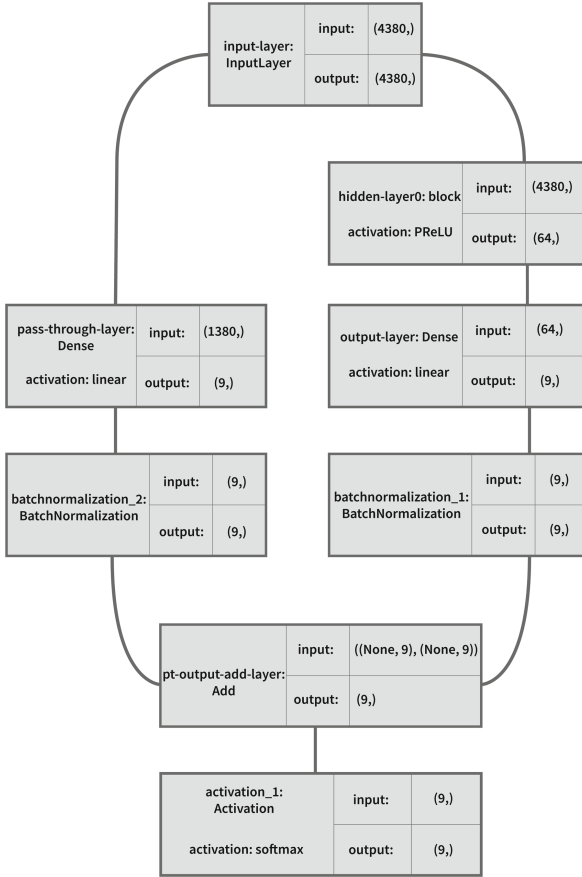 input-layer:
InputLayer
input: (4380,)
output: (4380,)
hidden-layer0: block
activation: PReLU
input: (4380,)
output: (64,)
pass-through-layer:
Dense
activation: linear
input: (1380,)
output: (9,)
output-layer: Dense
activation: linear
input: (64,)
output: (9,)
batchnormalization_2:
BatchNormalization
input: (9,)
output: (9,)
batchnormalization_1:
BatchNormalization
input: (9,)
output: (9,)
pt-output-add-layer:
Add
input: ((None, 9), (None, 9))
output: (9,)
activation_1:
Activation
activation: softmax
input: (9,)
output: (9,)